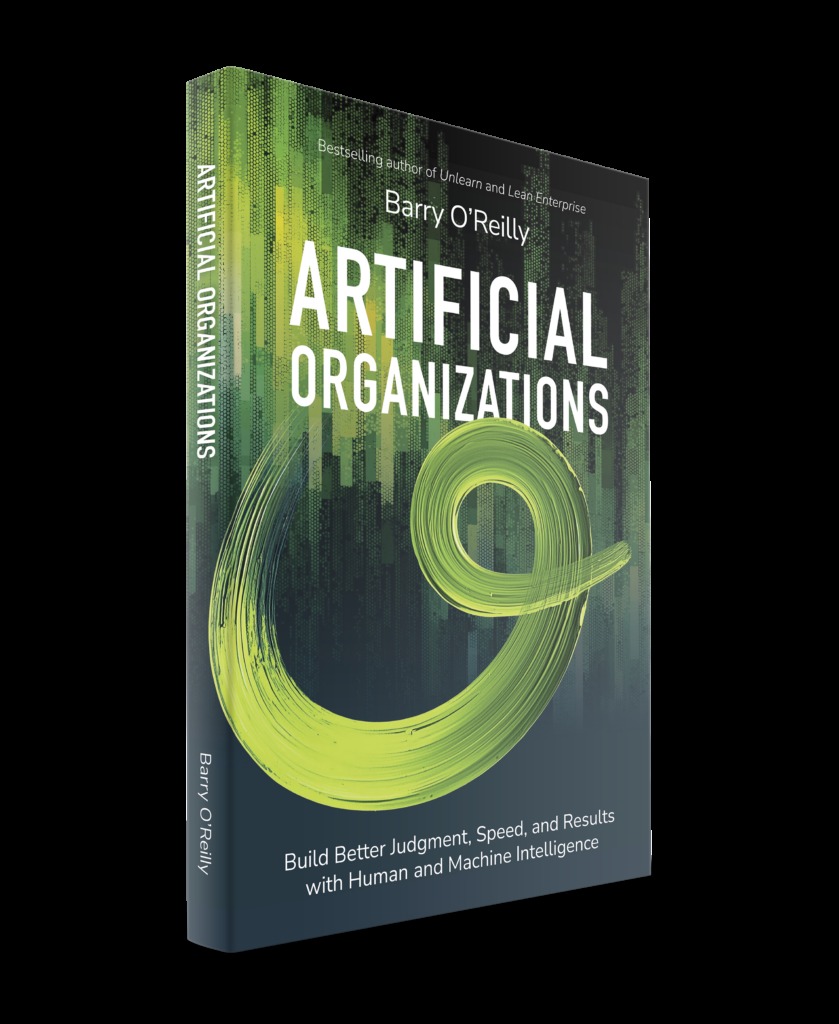 ARTIFICIAL ORGANIZATIONS
Barry O'Reilly
Bestselling author of Unlearn and Lean Enterprise
Barry O'Reilly
ARTIFICIAL
ORGANIZATIONS
Build Better Judgment, Speed, and Results
with Human and Machine Intelligence